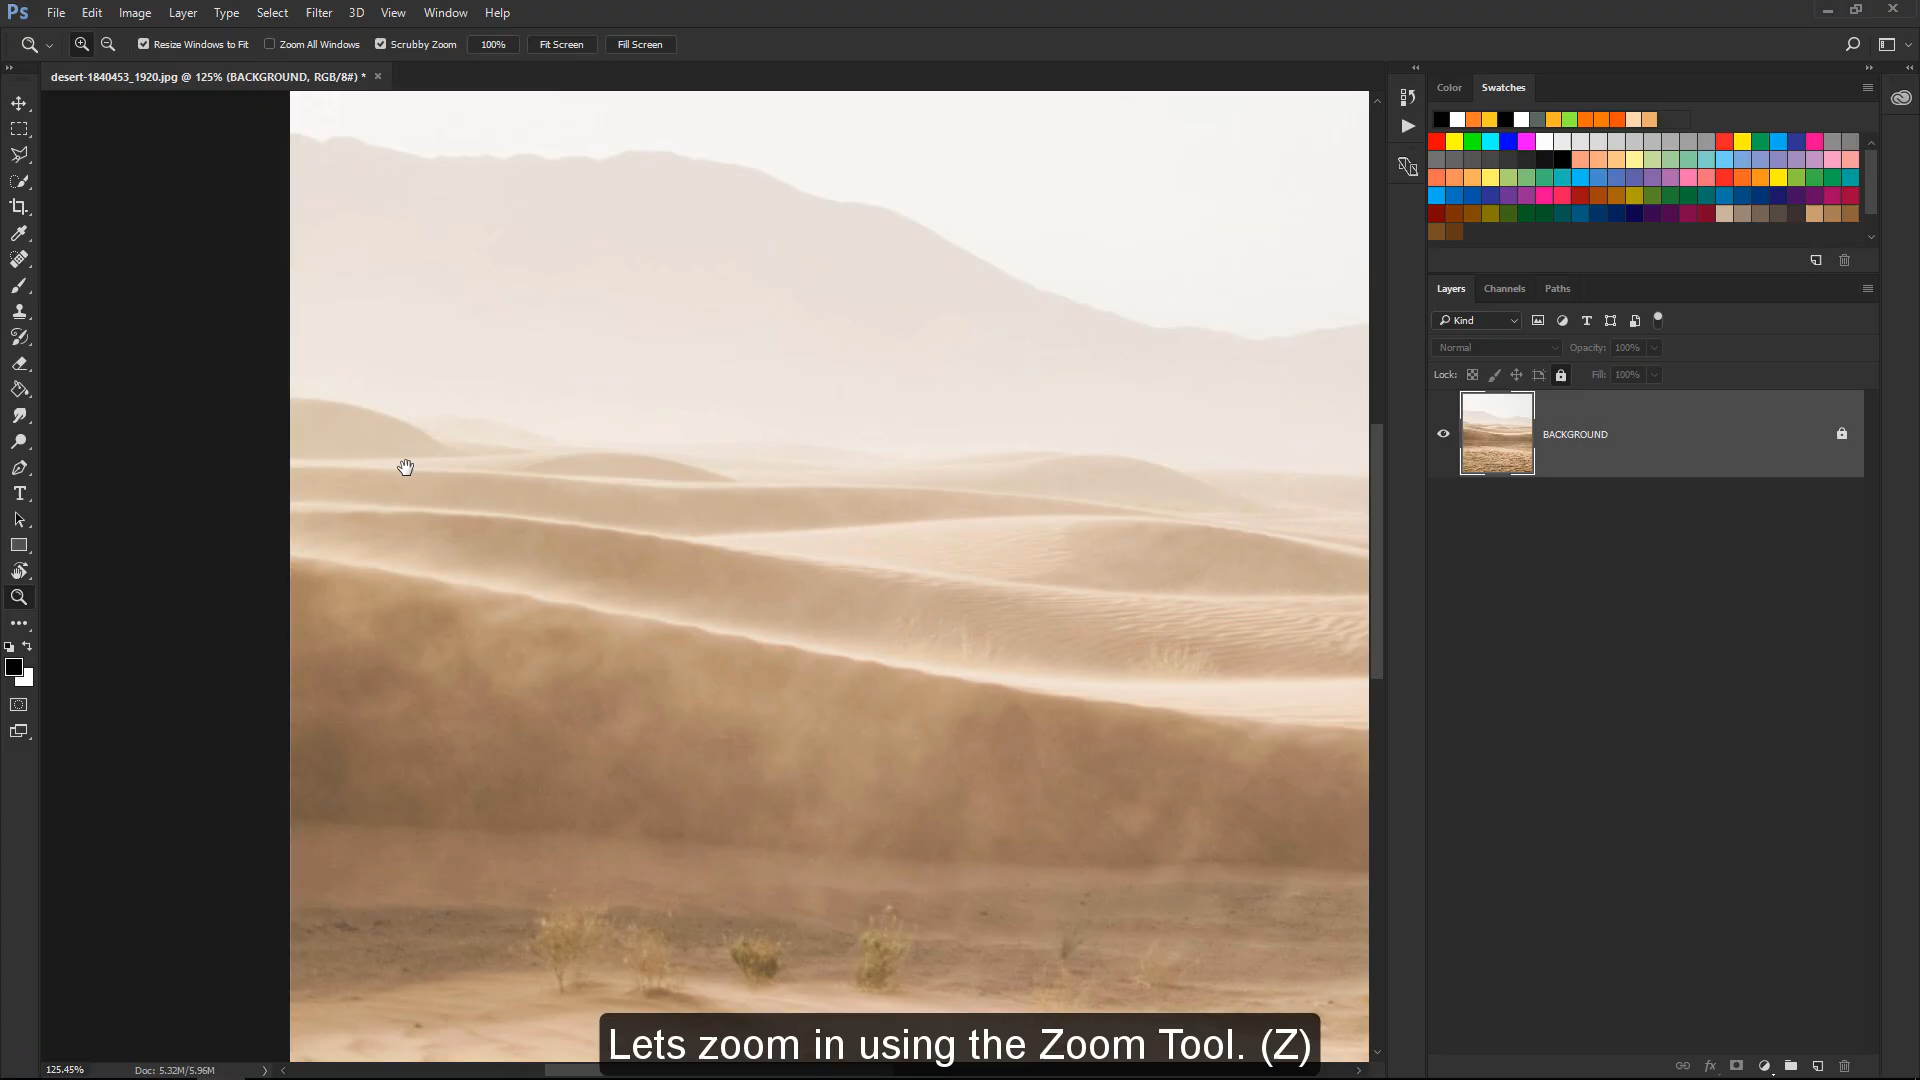 Ps File Edit Image Layer Type Select Filter 3D View Window Help
Resize Windows to Fit Zoom All Windows Scrubby Zoom 100% Fit Screen Fill Screen
desert-1840453_1920.jpg @ 125% (BACKGROUND, RGB/8#) *
Color Swatches
Layers Channels Paths
Kind
Normal Opacity: 100%
Lock: Fill: 100%
BACKGROUND
Lets zoom in using the Zoom Tool. (Z)
125.45% Doc: 5.32M/5.96M